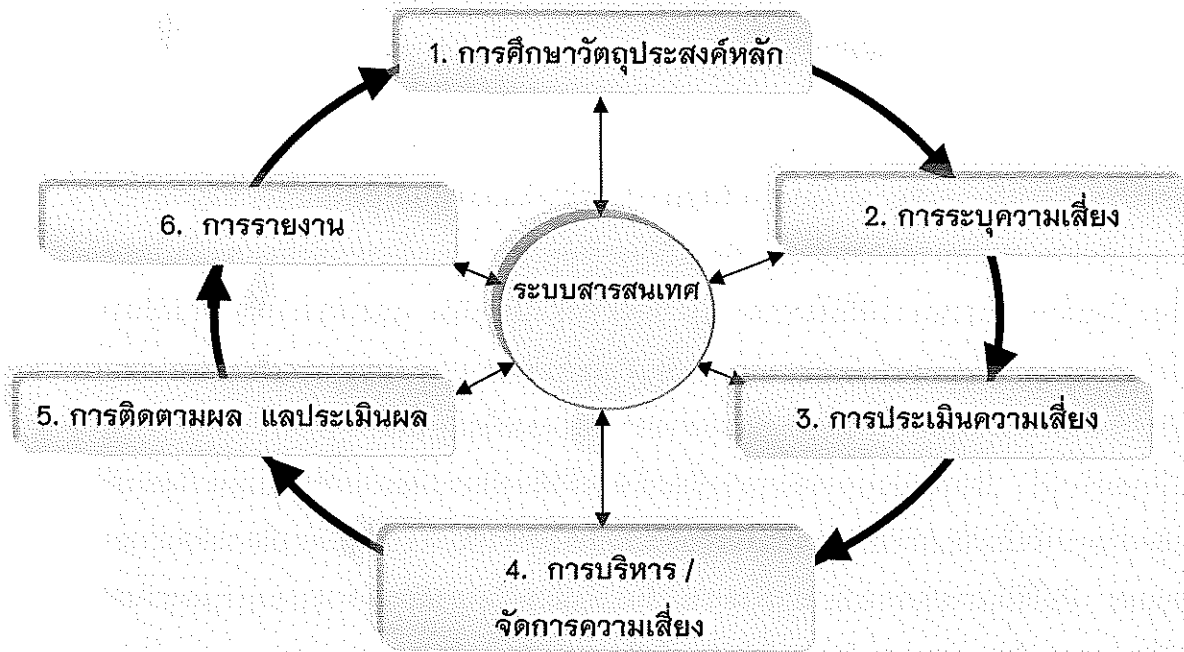 1. การศึกษาวัตถุประสงค์หลัก
2. การระบุความเสี่ยง
3. การประเมินความเสี่ยง
4. การบริหาร /
จัดการความเสี่ยง
5. การติดตามผล แลประเมินผล
6. การรายงาน
ระบบสารสนเทศ